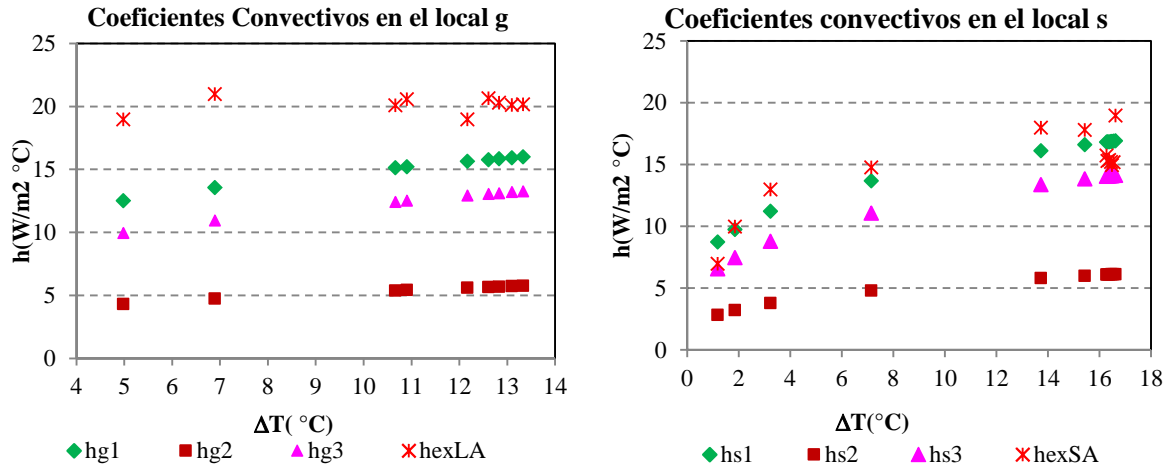 Coeficientes Convectivos en el local g
25
20
15
10
5
0
h(W/m2 °C)
4 5 6 7 8 9 10 11 12 13 14
ΔT( °C)
hg1 hg2 hg3 hexLA
Coeficientes convectivos en el local s
25
20
15
10
5
0
h(W/m2 °C)
0 2 4 6 8 10 12 14 16 18
ΔT(°C)
hs1 hs2 hs3 hexSA